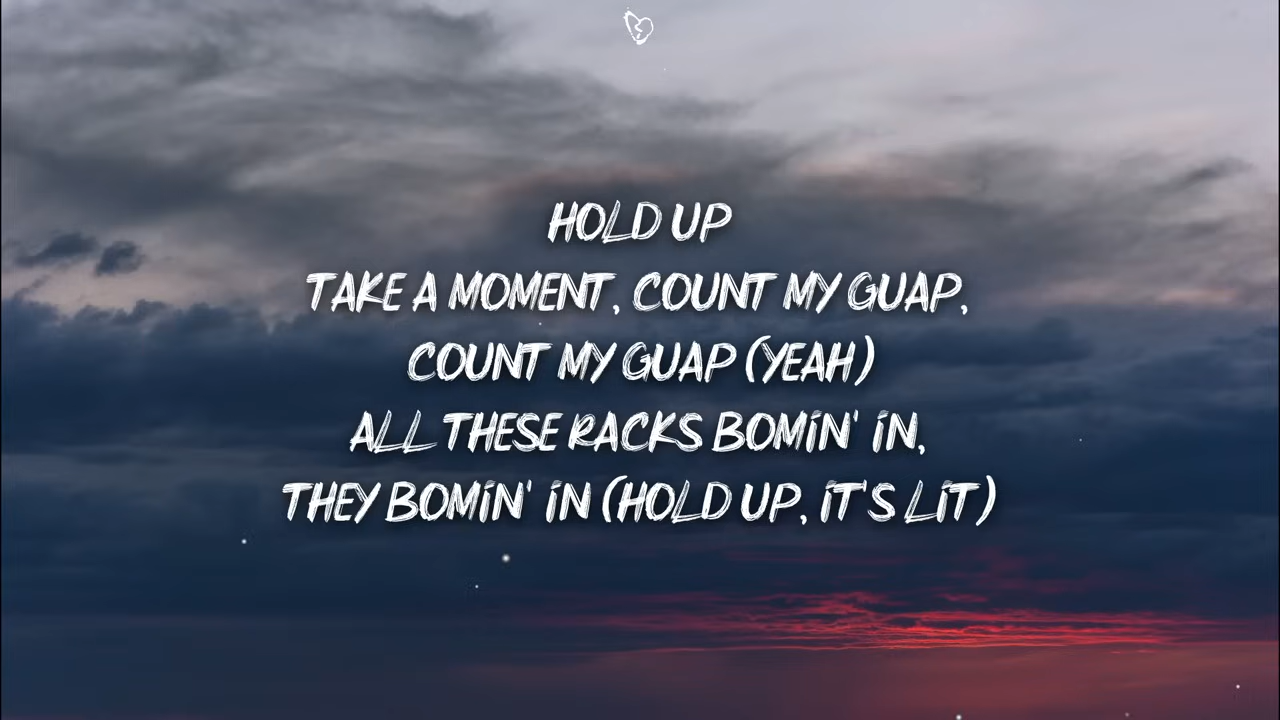 HOLD UP
TAKE A MOMENT, COUNT MY GUAP,
COUNT MY GUAP (YEAH)
ALL THESE RACKS BOMIN' IN,
THEY BOMIN' IN (HOLD UP, IT'S LIT)